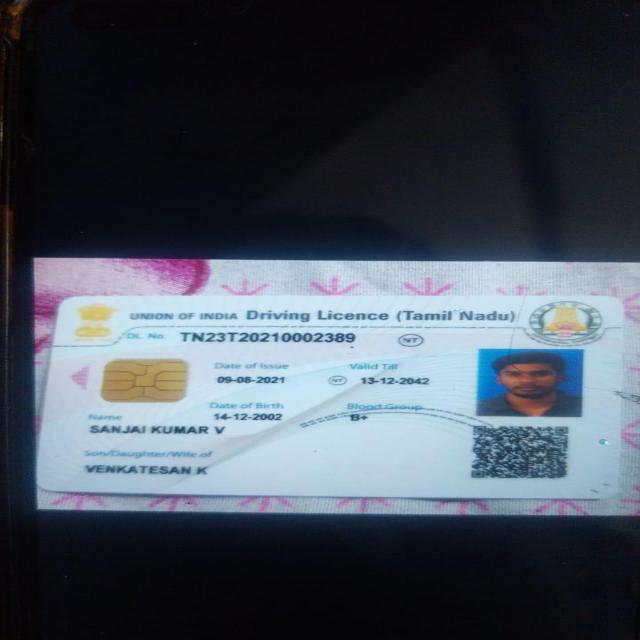 UNION OF INDIA Driving Licence (Tamil Nadu)
DL. No. TN23T20210002389 NT
Date of Issue Valid Till
09-08-2021 NT 13-12-2042
Date of Birth Blood Group
14-12-2002 B+
Name
SANJAI KUMAR V
Son/Daughter/Wife of
VENKATESAN K